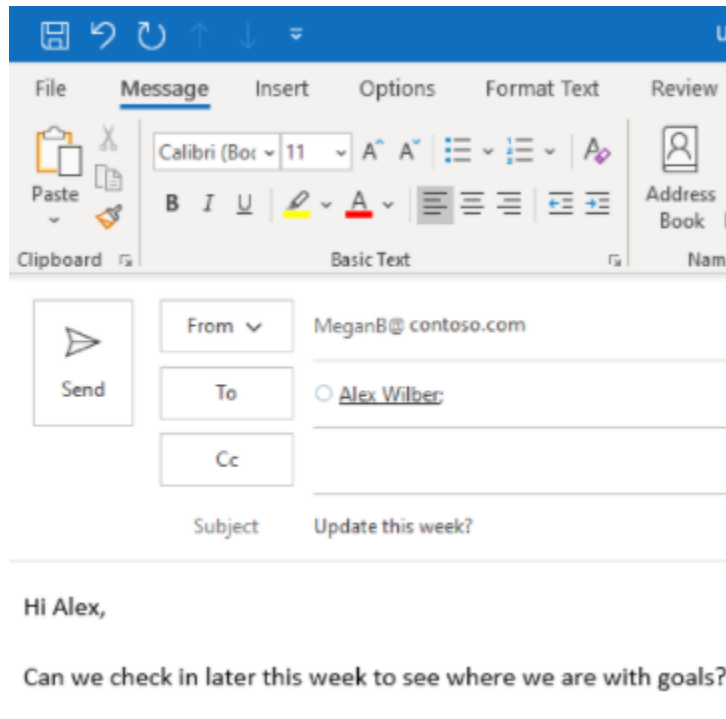 File Message Insert Options Format Text Review
Calibri (Boc 11
Paste
B I U A
Address
Book
Clipboard Basic Text Nam
From MeganB@ contoso.com
Send To Alex Wilber;
Cc
Subject Update this week?
Hi Alex,
Can we check in later this week to see where we are with goals?